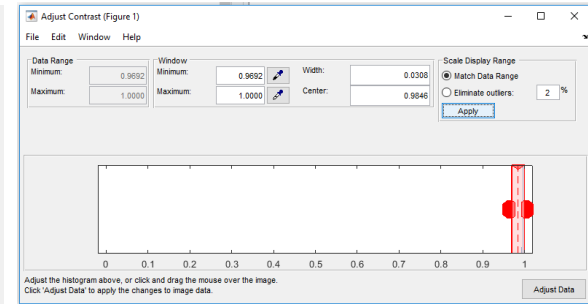 Adjust Contrast (Figure 1)
File Edit Window Help
Data Range
Minimum: 0.9692
Maximum: 1.0000
Window
Minimum: 0.9692
Maximum: 1.0000
Width: 0.0308
Center: 0.9846
Scale Display Range
Match Data Range
Eliminate outliers: 2 %
Apply
0 0.1 0.2 0.3 0.4 0.5 0.6 0.7 0.8 0.9 1
Adjust the histogram above, or click and drag the mouse over the image.
Click 'Adjust Data' to apply the changes to image data.
Adjust Data